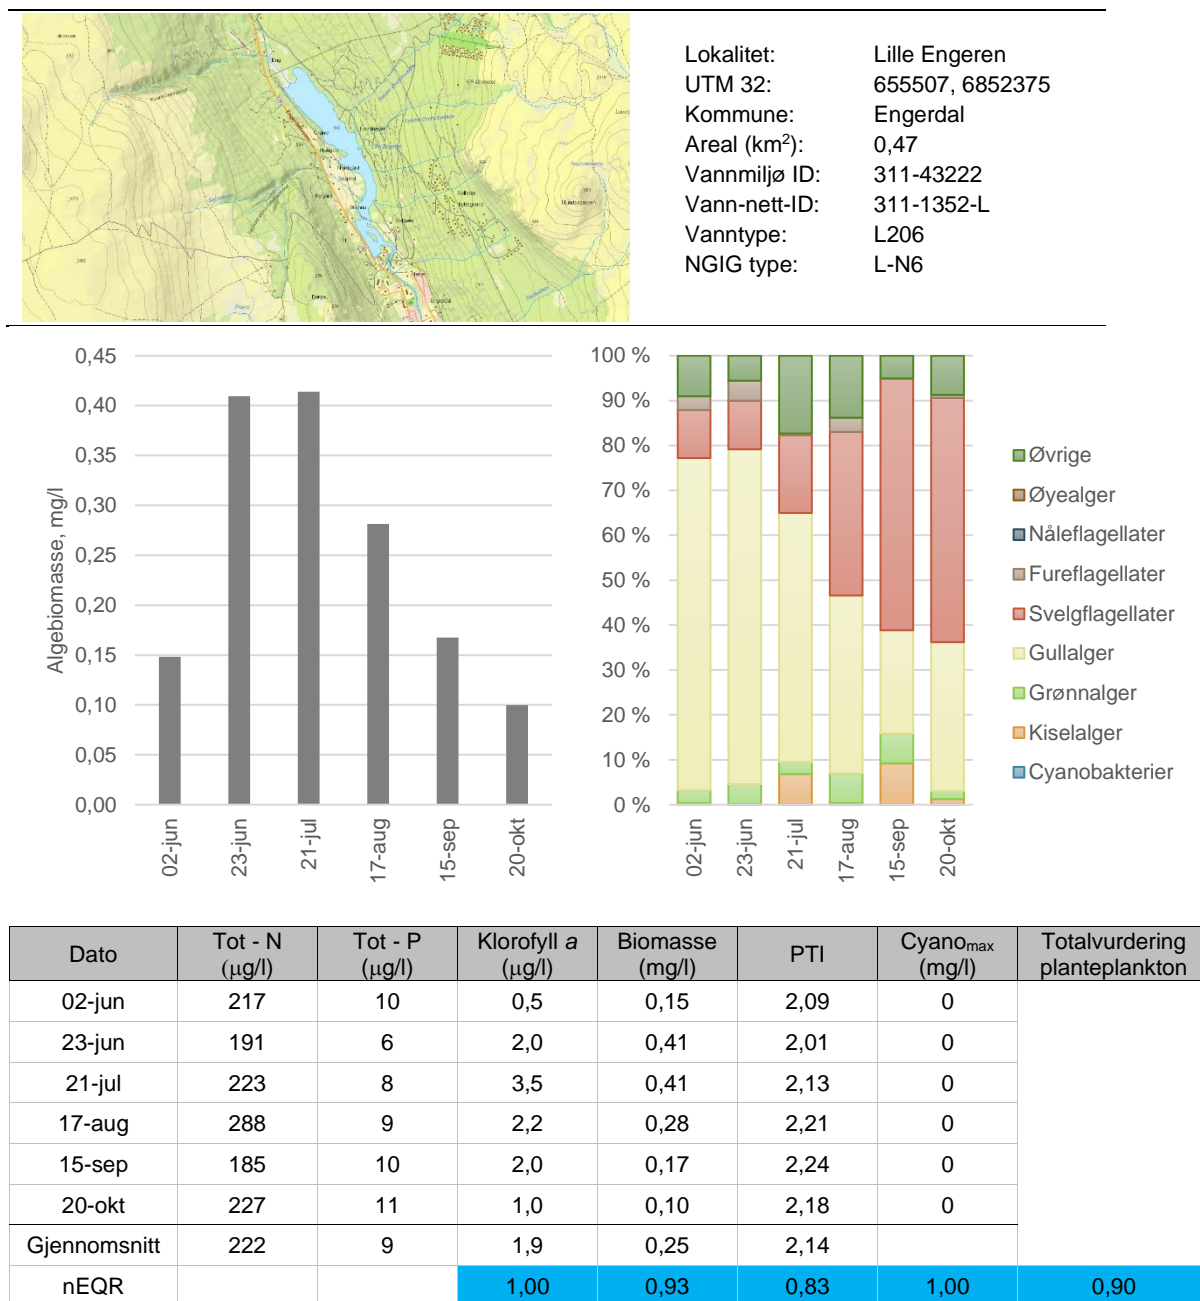 Lokalitet: Lille Engeren
UTM 32: 655507, 6852375
Kommune: Engerdal
Areal (km²): 0,47
Vannmiljø ID: 311-43222
Vann-nett-ID: 311-1352-L
Vanntype: L206
NGIG type: L-N6
Algebiomasse, mg/l
0,45
0,40
0,35
0,30
0,25
0,20
0,15
0,10
0,05
0,00
02-jun
23-jun
21-jul
17-aug
15-sep
20-okt
100 %
90 %
80 %
70 %
60 %
50 %
40 %
30 %
20 %
10 %
0 %
02-jun
23-jun
21-jul
17-aug
15-sep
20-okt
Øvrige
Øyealger
Nåleflagellater
Fureflagellater
Svelgflagellater
Gullalger
Grønnalger
Kiselalger
Cyanobakterier
Dato Tot - N (µg/l) Tot - P (µg/l) Klorofyll a (µg/l) Biomasse (mg/l) PTI Cyanomax (mg/l) Totalvurdering planteplankton
02-jun 217 10 0,5 0,15 2,09 0
23-jun 191 6 2,0 0,41 2,01 0
21-jul 223 8 3,5 0,41 2,13 0
17-aug 288 9 2,2 0,28 2,21 0
15-sep 185 10 2,0 0,17 2,24 0
20-okt 227 11 1,0 0,10 2,18 0
Gjennomsnitt 222 9 1,9 0,25 2,14
nEQR 1,00 0,93 0,83 1,00 0,90